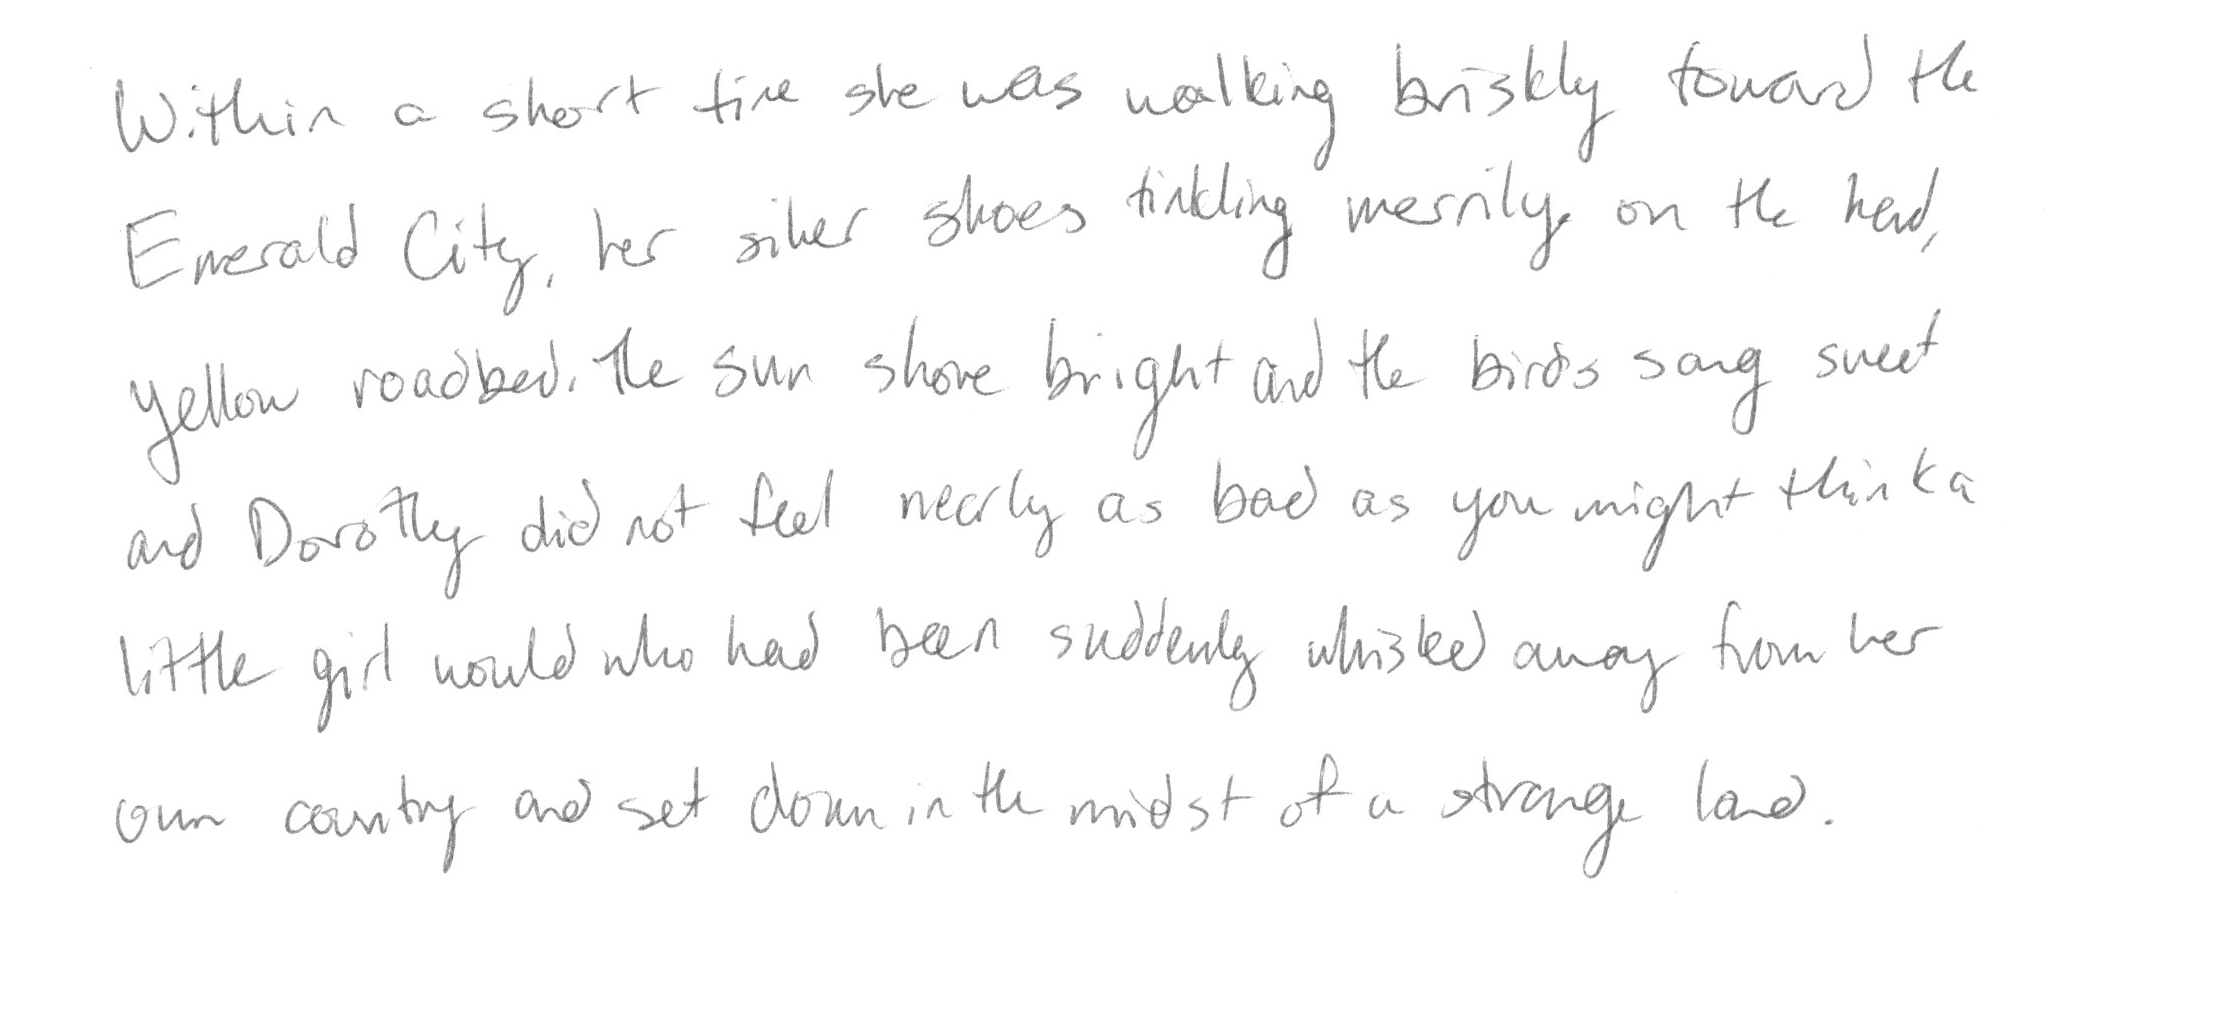 Within a short time she was walking briskly toward the
Emerald City, her silver shoes tinkling merrily on the hard,
yellow roadbed. The sun shone bright and the birds sang sweet
and Dorothy did not feel nearly as bad as you might think a
little girl would who had been suddenly whisked away from her
own country and set down in the midst of a strange land.